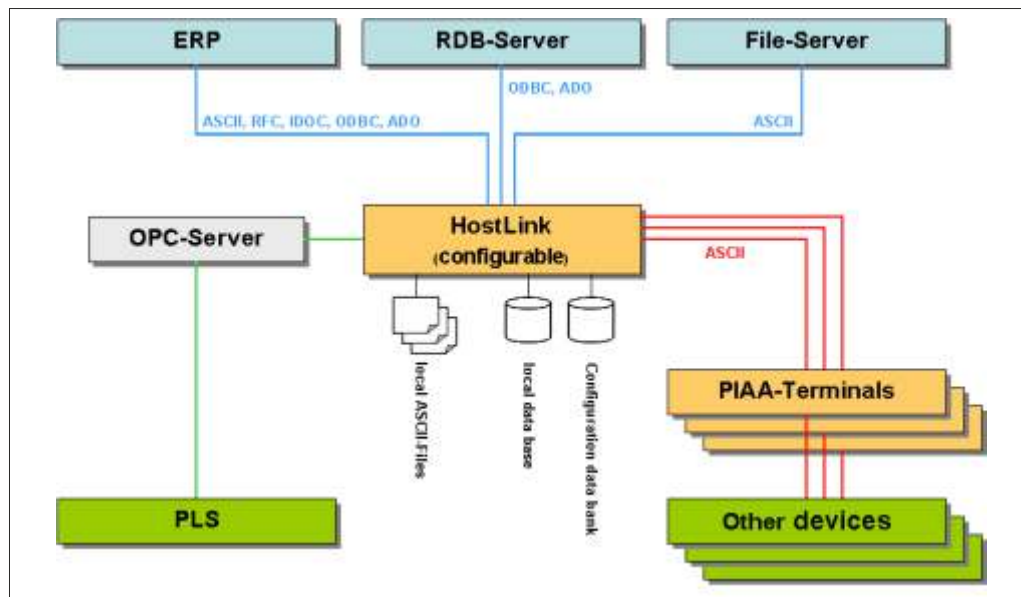 ERP
RDB-Server
File-Server
ODBC, ADO
ASCII, RFC, IDOC, ODBC, ADO
ASCII
HostLink
(configurable)
OPC-Server
ASCII
local ASCII-Files
local data base
Configuration data bank
PIAA-Terminals
PLS
Other devices